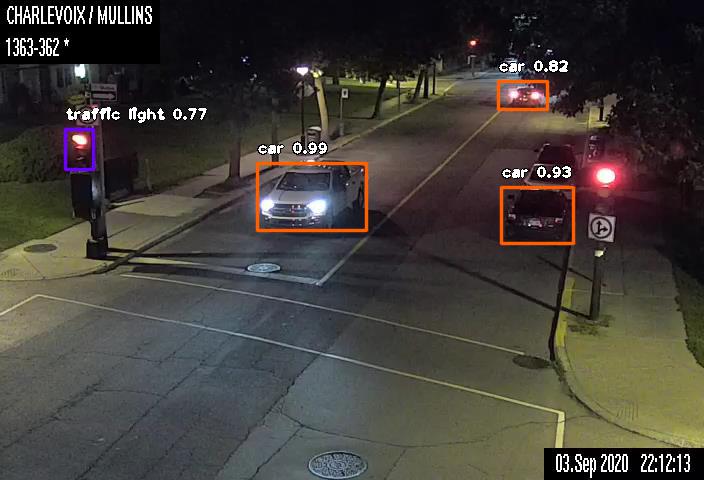 CHARLEVOIX / MULLINS
1363-362 *
car 0.82
traffic light 0.77
car 0.99
car 0.93
03.Sep 2020 22:12:13